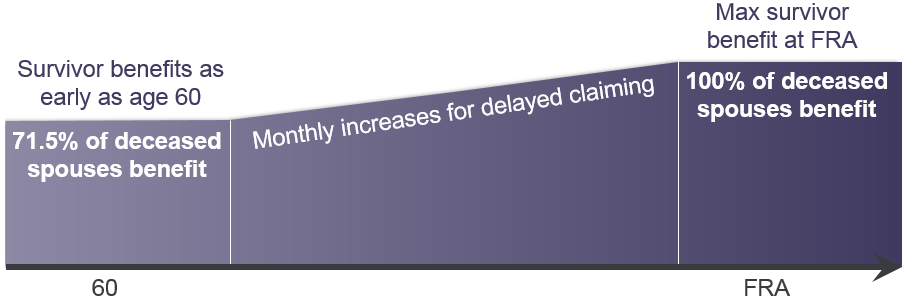 Max survivor
benefit at FRA
Survivor benefits as
early as age 60
71.5% of deceased
spouses benefit
Monthly increases for delayed claiming
100% of deceased
spouses benefit
60
FRA